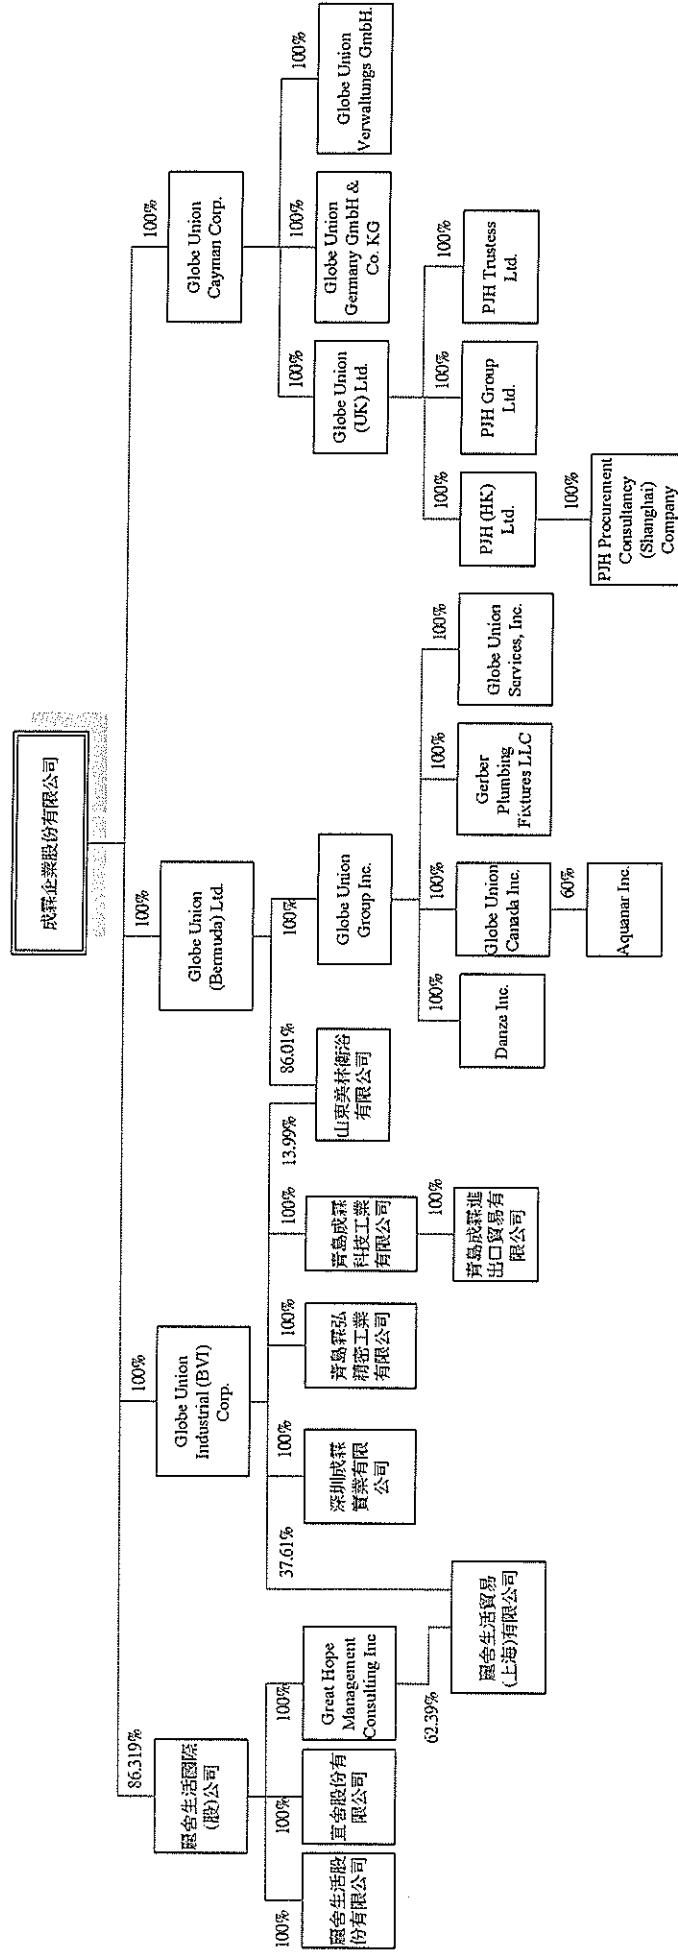 成霖企業股份有限公司
86.319%
100%
100%
100%
麗舍生活國際
(股)公司
Globe Union
Industrial (BVI)
Corp.
Globe Union
(Bermuda) Ltd.
Globe Union
Cayman Corp.
100%
100%
100%
麗舍生活股
份有限公司
宜舍股份有
限公司
Great Hope
Management
Consulting Inc
62.39%
37.61%
麗舍生活貿易
(上海)有限公司
100%
100%
100%
13.99%
86.01%
100%
深圳成霖
實業有限
公司
青島霖弘
精密工業
有限公司
青島成霖
科技工業
有限公司
山東美林衛浴
有限公司
Globe Union
Group Inc.
100%
青島成霖進
出口貿易有
限公司
100%
100%
100%
100%
Danze Inc.
Globe Union
Canada Inc.
Gerber
Plumbing
Fixtures LLC
Globe Union
Services, Inc.
60%
Aquanar Inc.
100%
100%
100%
Globe Union
(UK) Ltd.
Globe Union
Germany GmbH &
Co. KG
Globe Union
Verwaltungs GmbH.
100%
100%
100%
PJH (HK)
Ltd.
PJH Group
Ltd.
PJH Trustess
Ltd.
100%
PJH Procurement
Consultancy
(Shanghai)
Company